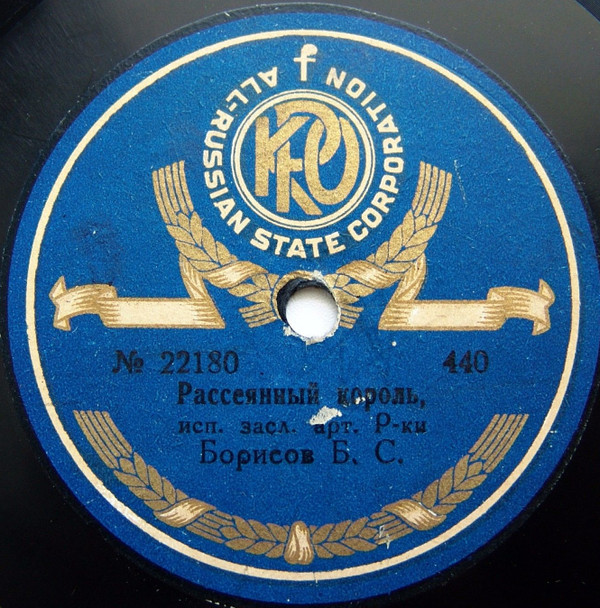 ALL-RUSSIAN STATE CORPORATION
№ 22180 440
Рассеянный король,
исп. засл. арт. Р-ки
Борисов Б. С.